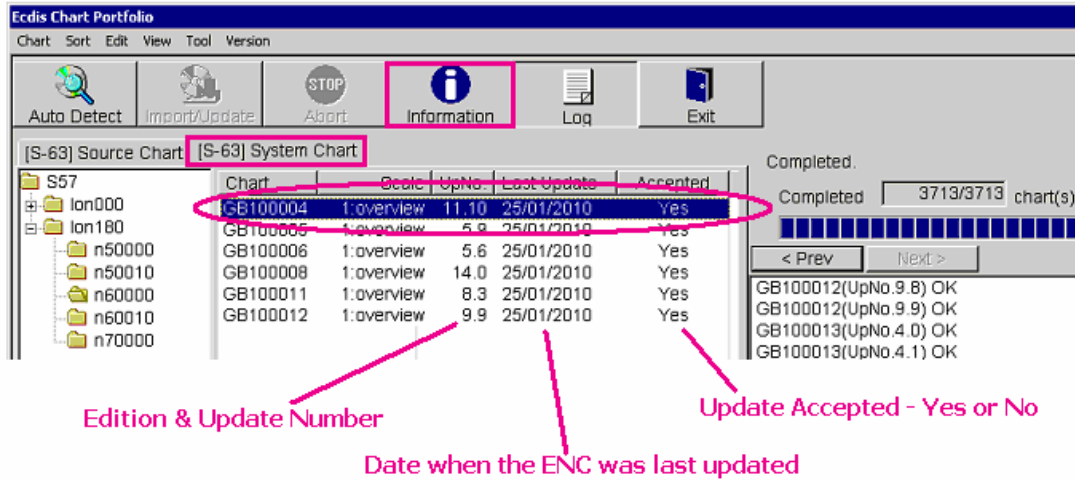 Ecdis Chart Portfolio
Chart Sort Edit View Tool Version
Auto Detect Import/Update STOP Abort Information Log Exit
[S-63] Source Chart [S-63] System Chart
Completed.
Completed 3713/3713 chart(s)
< Prev Next >
S57
lon000
lon180
n50000
n50010
n60000
n60010
n70000
Chart Scale UpNo. Last Update Accepted
GB100004 1:overview 11.10 25/01/2010 Yes
GB100005 1:overview 5.9 25/01/2010 Yes
GB100006 1:overview 5.6 25/01/2010 Yes
GB100008 1:overview 14.0 25/01/2010 Yes
GB100011 1:overview 8.3 25/01/2010 Yes
GB100012 1:overview 9.9 25/01/2010 Yes
GB100012(UpNo.9.8) OK
GB100012(UpNo.9.9) OK
GB100013(UpNo.4.0) OK
GB100013(UpNo.4.1) OK
Edition & Update Number
Update Accepted - Yes or No
Date when the ENC was last updated